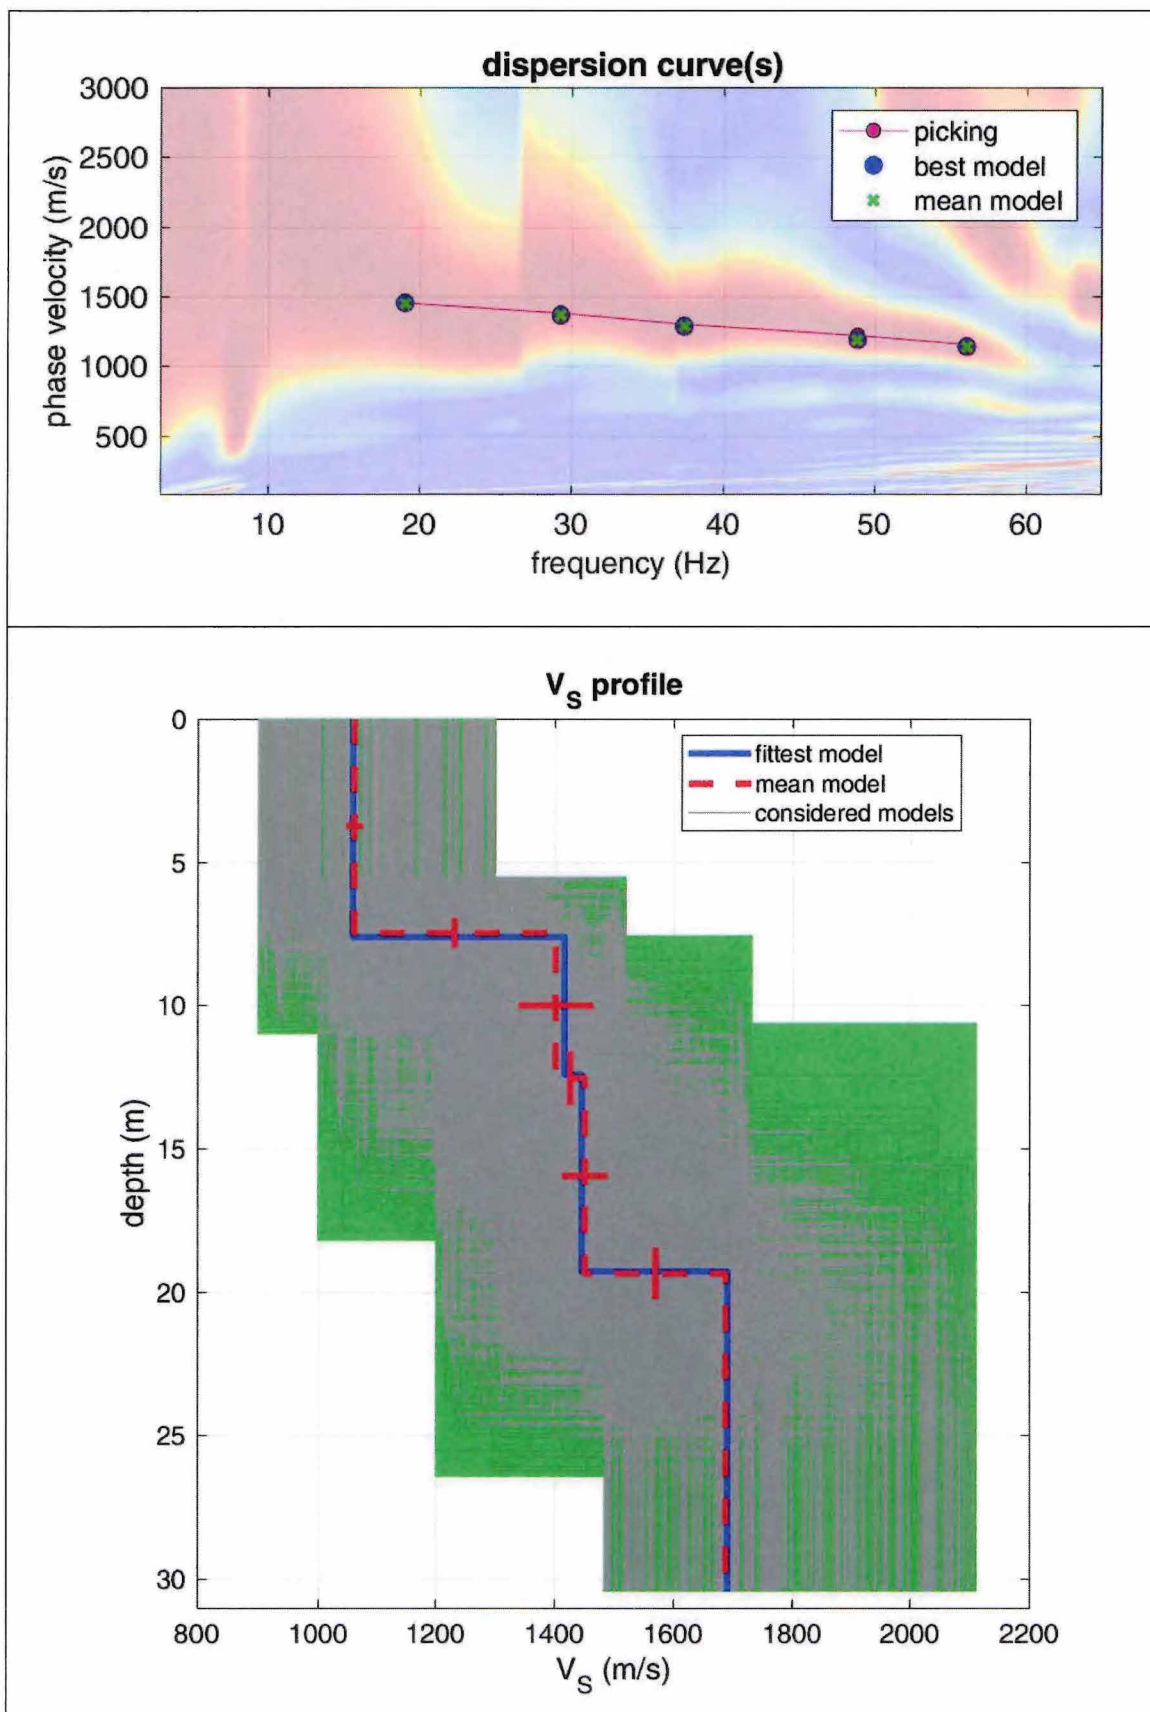 dispersion curve(s)
3000
2500
2000
1500
1000
500
phase velocity (m/s)
picking
best model
mean model
10 20 30 40 50 60
frequency (Hz)
V_S profile
0
5
10
15
20
25
30
depth (m)
fittest model
mean model
considered models
800 1000 1200 1400 1600 1800 2000 2200
V_S (m/s)